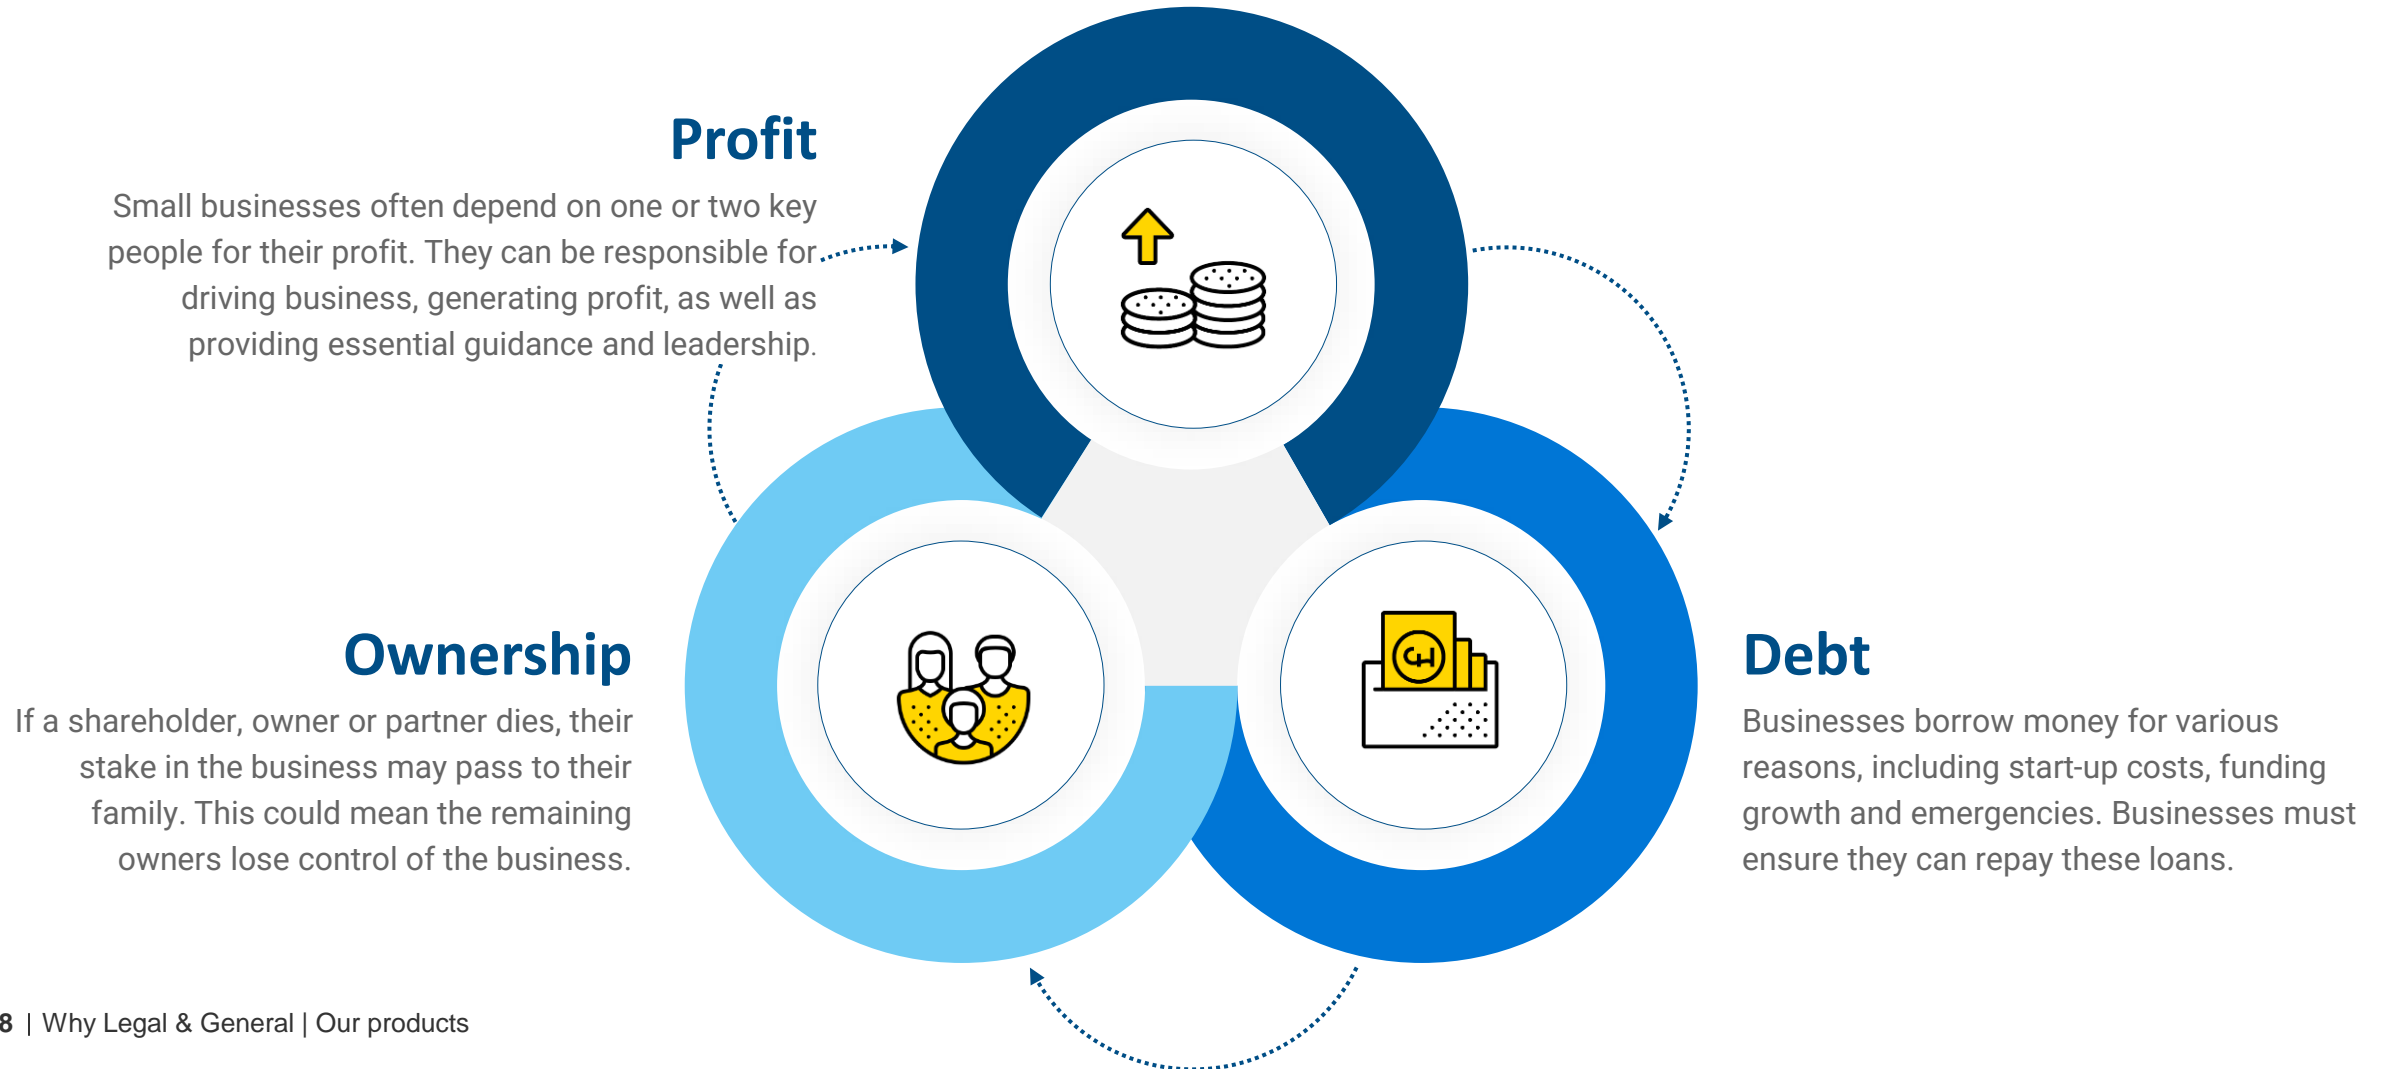 Profit
Small businesses often depend on one or two key
people for their profit. They can be responsible for
driving business, generating profit, as well as
providing essential guidance and leadership.
Ownership
If a shareholder, owner or partner dies, their
stake in the business may pass to their
family. This could mean the remaining
owners lose control of the business.
Debt
Businesses borrow money for various
reasons, including start-up costs, funding
growth and emergencies. Businesses must
ensure they can repay these loans.
8 | Why Legal & General | Our products